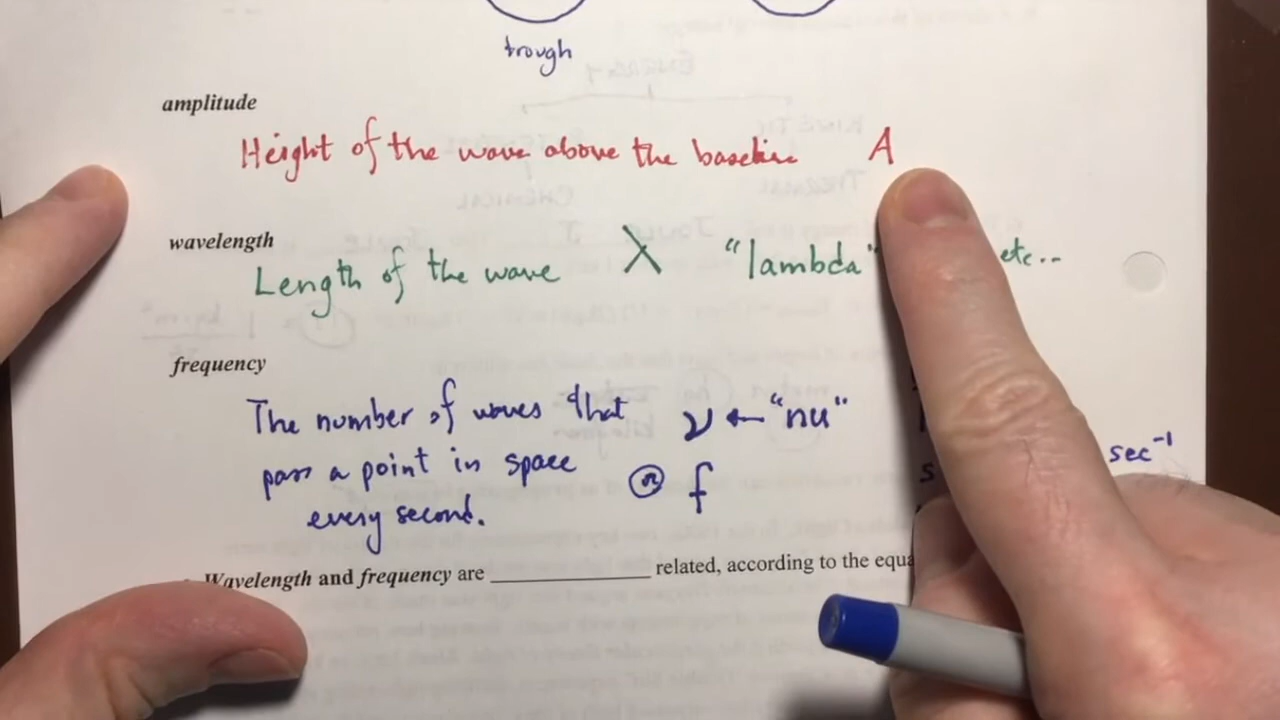 trough
amplitude
Height of the wave above the baseline A
wavelength
Length of the wave λ "lambda" etc..
frequency
The number of waves that ν ← "nu"
pass a point in space or f
every second.
sec⁻¹
Wavelength and frequency are ____________ related, according to the equa